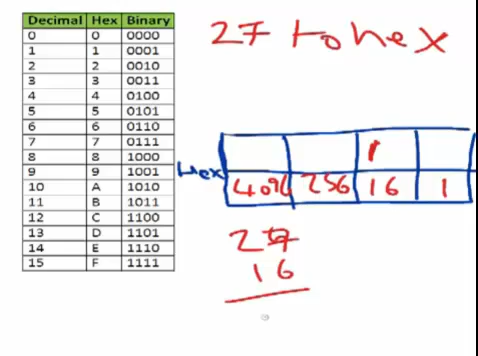 Decimal Hex Binary
0 0 0000
1 1 0001
2 2 0010
3 3 0011
4 4 0100
5 5 0101
6 6 0110
7 7 0111
8 8 1000
9 9 1001
10 A 1010
11 B 1011
12 C 1100
13 D 1101
14 E 1110
15 F 1111
27 to hex
1
Hex 4096 256 16 1
27
16